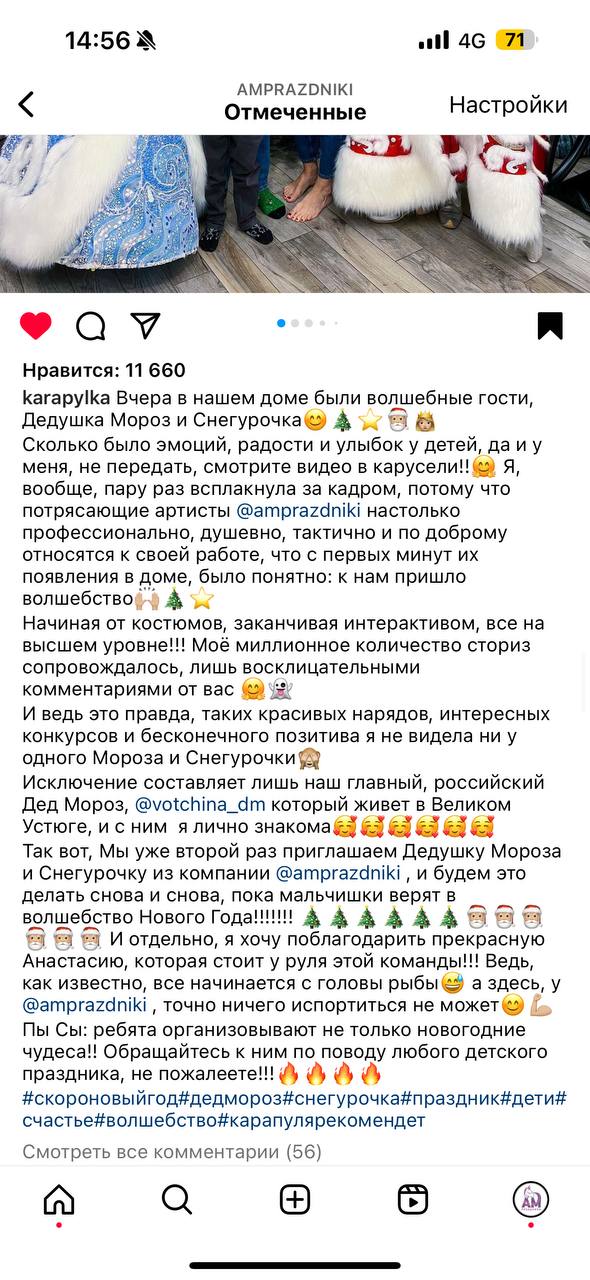 14:56
4G
71
AMPRAZDNIKI
Отмеченные
Настройки
Нравится: 11 660
karapylka Вчера в нашем доме были волшебные гости,
Дедушка Мороз и Снегурочка😊🎄⭐🎅🏼👸🏼
Сколько было эмоций, радости и улыбок у детей, да и у
меня, не передать, смотрите видео в карусели!!🤗 Я,
вообще, пару раз всплакнула за кадром, потому что
потрясающие артисты @amprazdniki настолько
профессионально, душевно, тактично и по доброму
относятся к своей работе, что с первых минут их
появления в доме, было понятно: к нам пришло
волшебство🙌🏼🎄⭐
Начиная от костюмов, заканчивая интерактивом, все на
высшем уровне!!! Моё миллионное количество сториз
сопровождалось, лишь восклицательными
комментариями от вас 🤗👻
И ведь это правда, таких красивых нарядов, интересных
конкурсов и бесконечного позитива я не видела ни у
одного Мороза и Снегурочки🙈
Исключение составляет лишь наш главный, российский
Дед Мороз, @votchina_dm который живет в Великом
Устюге, и с ним  я лично знакома🥰🥰🥰🥰🥰🥰
Так вот, Мы уже второй раз приглашаем Дедушку Мороза
и Снегурочку из компании @amprazdniki , и будем это
делать снова и снова, пока мальчишки верят в
волшебство Нового Года!!!!!!! 🎄🎄🎄🎄🎄🎄🎅🏼🎅🏼🎅🏼
🎅🏼🎅🏼🎅🏼 И отдельно, я хочу поблагодарить прекрасную
Анастасию, которая стоит у руля этой команды!!! Ведь,
как известно, все начинается с головы рыбы😅 а здесь, у
@amprazdniki , точно ничего испортиться не может😊💪🏼
Пы Сы: ребята организовывают не только новогодние
чудеса!! Обращайтесь к ним по поводу любого детского
праздника, не пожалеете!!!🔥🔥🔥🔥
#скороновыйгод#дедмороз#снегурочка#праздник#дети#
счастье#волшебство#карапулярекомендет
Смотреть все комментарии (56)
AM